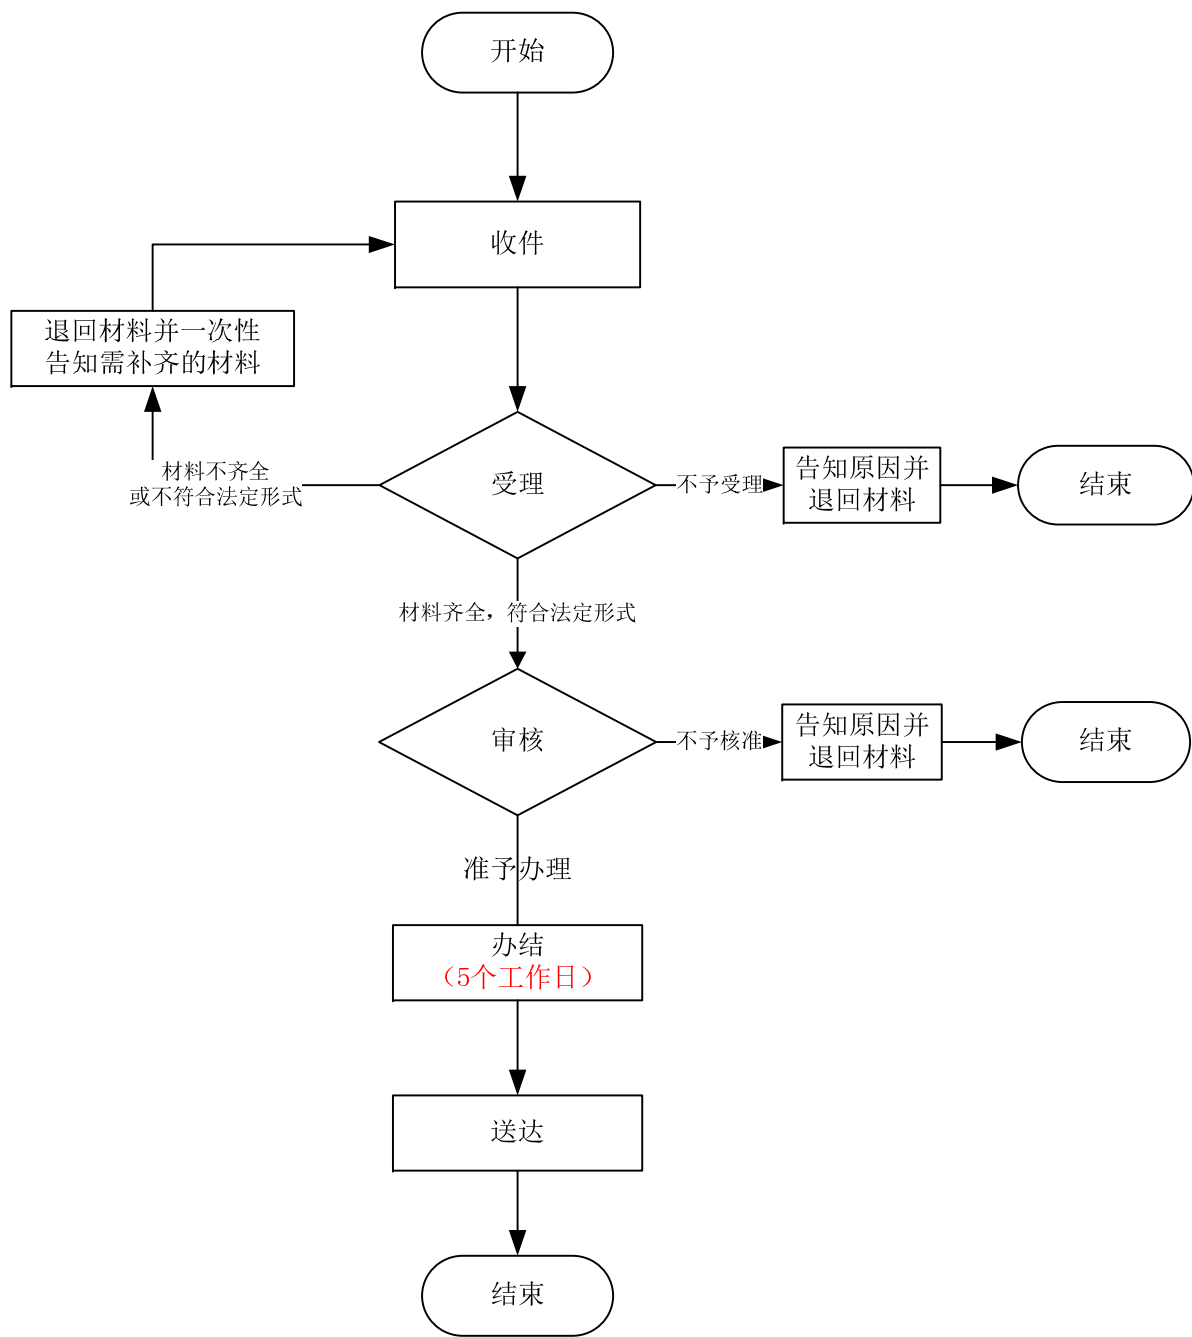 开始
收件
退回材料并一次性
告知需补齐的材料
材料不齐全
或不符合法定形式
受理
不予受理
告知原因并
退回材料
结束
材料齐全，符合法定形式
审核
不予核准
告知原因并
退回材料
结束
准予办理
办结
（5个工作日）
送达
结束